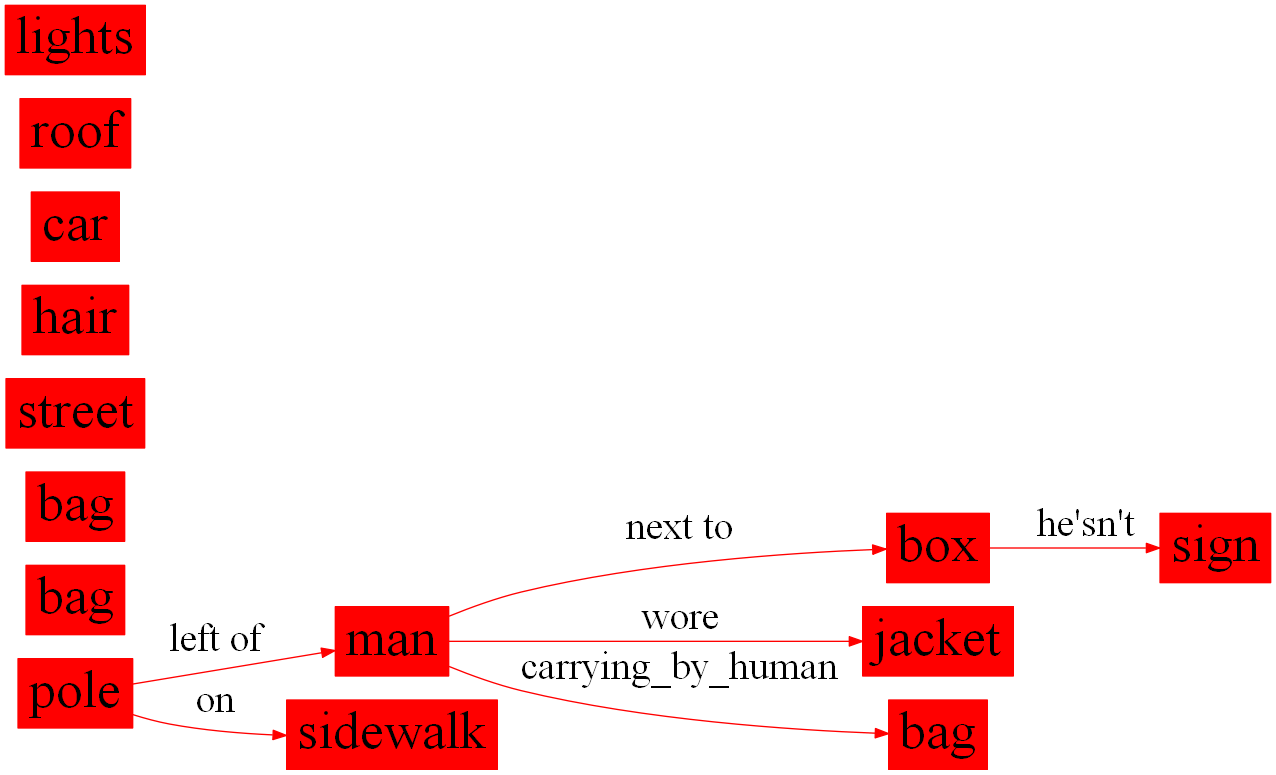 lights
roof
car
hair
street
bag
bag
pole
left of
on
man
sidewalk
next to
wore
carrying_by_human
box
jacket
bag
he'sn't
sign